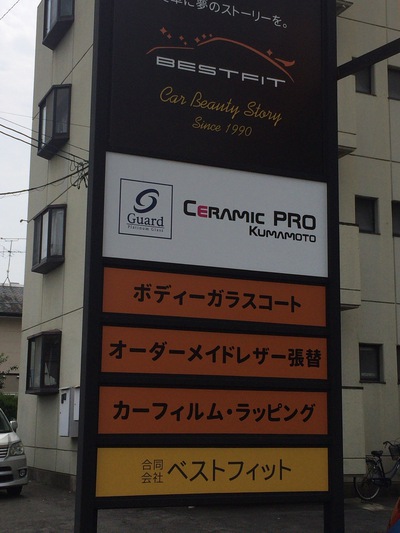 に夢のストーリーを。
BESTFIT
Car Beauty Story
Since 1990
Guard
Platinum Glass
CERAMIC PRO
KUMAMOTO
ボディーガラスコート
オーダーメイドレザー張替
カーフィルム・ラッピング
合同会社 ベストフィット